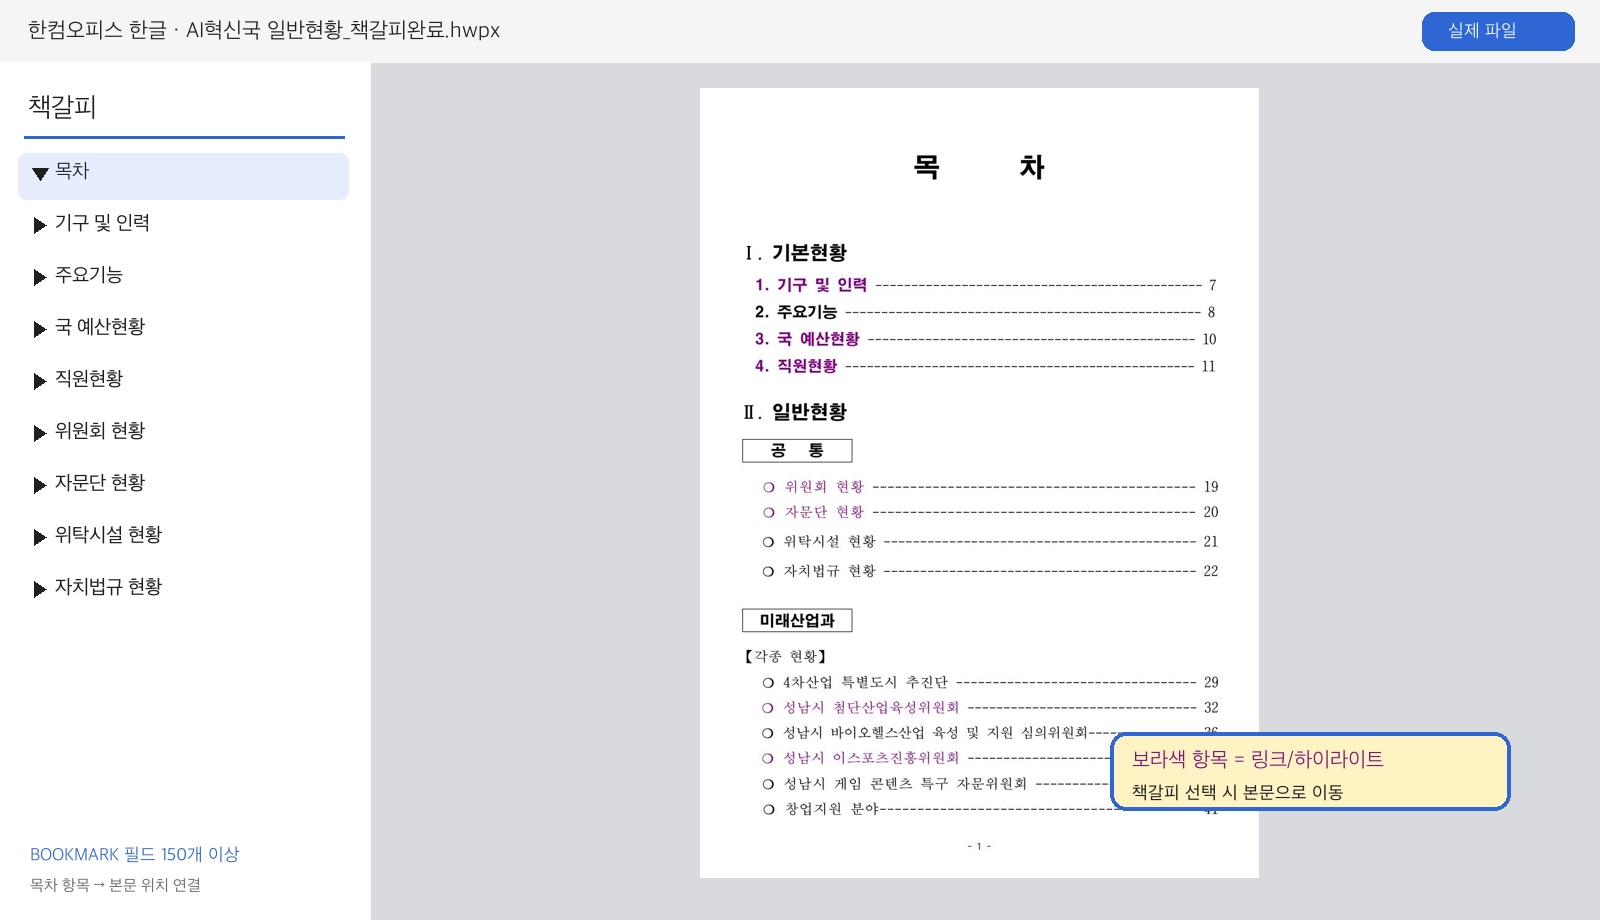 한컴오피스 한글 · AI혁신국 일반현황_책갈피완료.hwpx
실제 파일
책갈피
▼ 목차
▶ 기구 및 인력
▶ 주요기능
▶ 국 예산현황
▶ 직원현황
▶ 위원회 현황
▶ 자문단 현황
▶ 위탁시설 현황
▶ 자치법규 현황
BOOKMARK 필드 150개 이상
목차 항목 → 본문 위치 연결
목 차
Ⅰ. 기본현황
1. 기구 및 인력 ------------------------------------------ 7
2. 주요기능 ------------------------------------------ 8
3. 국 예산현황 ------------------------------------------ 10
4. 직원현황 ------------------------------------------ 11
Ⅱ. 일반현황
공 통
❍ 위원회 현황 ------------------------------------------ 19
❍ 자문단 현황 ------------------------------------------ 20
❍ 위탁시설 현황 ---------------------------------------- 21
❍ 자치법규 현황 ---------------------------------------- 22
미래산업과
【각종 현황】
❍ 4차산업 특별도시 추진단 ------------------------------- 29
❍ 성남시 첨단산업육성위원회 ----------------------------- 32
❍ 성남시 바이오헬스산업 육성 및 지원 심의위원회----
❍ 성남시 이스포츠진흥위원회 ------------------
❍ 성남시 게임 콘텐츠 특구 자문위원회 ----------
❍ 창업지원 분야------------------------------
- 1 -
보라색 항목 = 링크/하이라이트
책갈피 선택 시 본문으로 이동